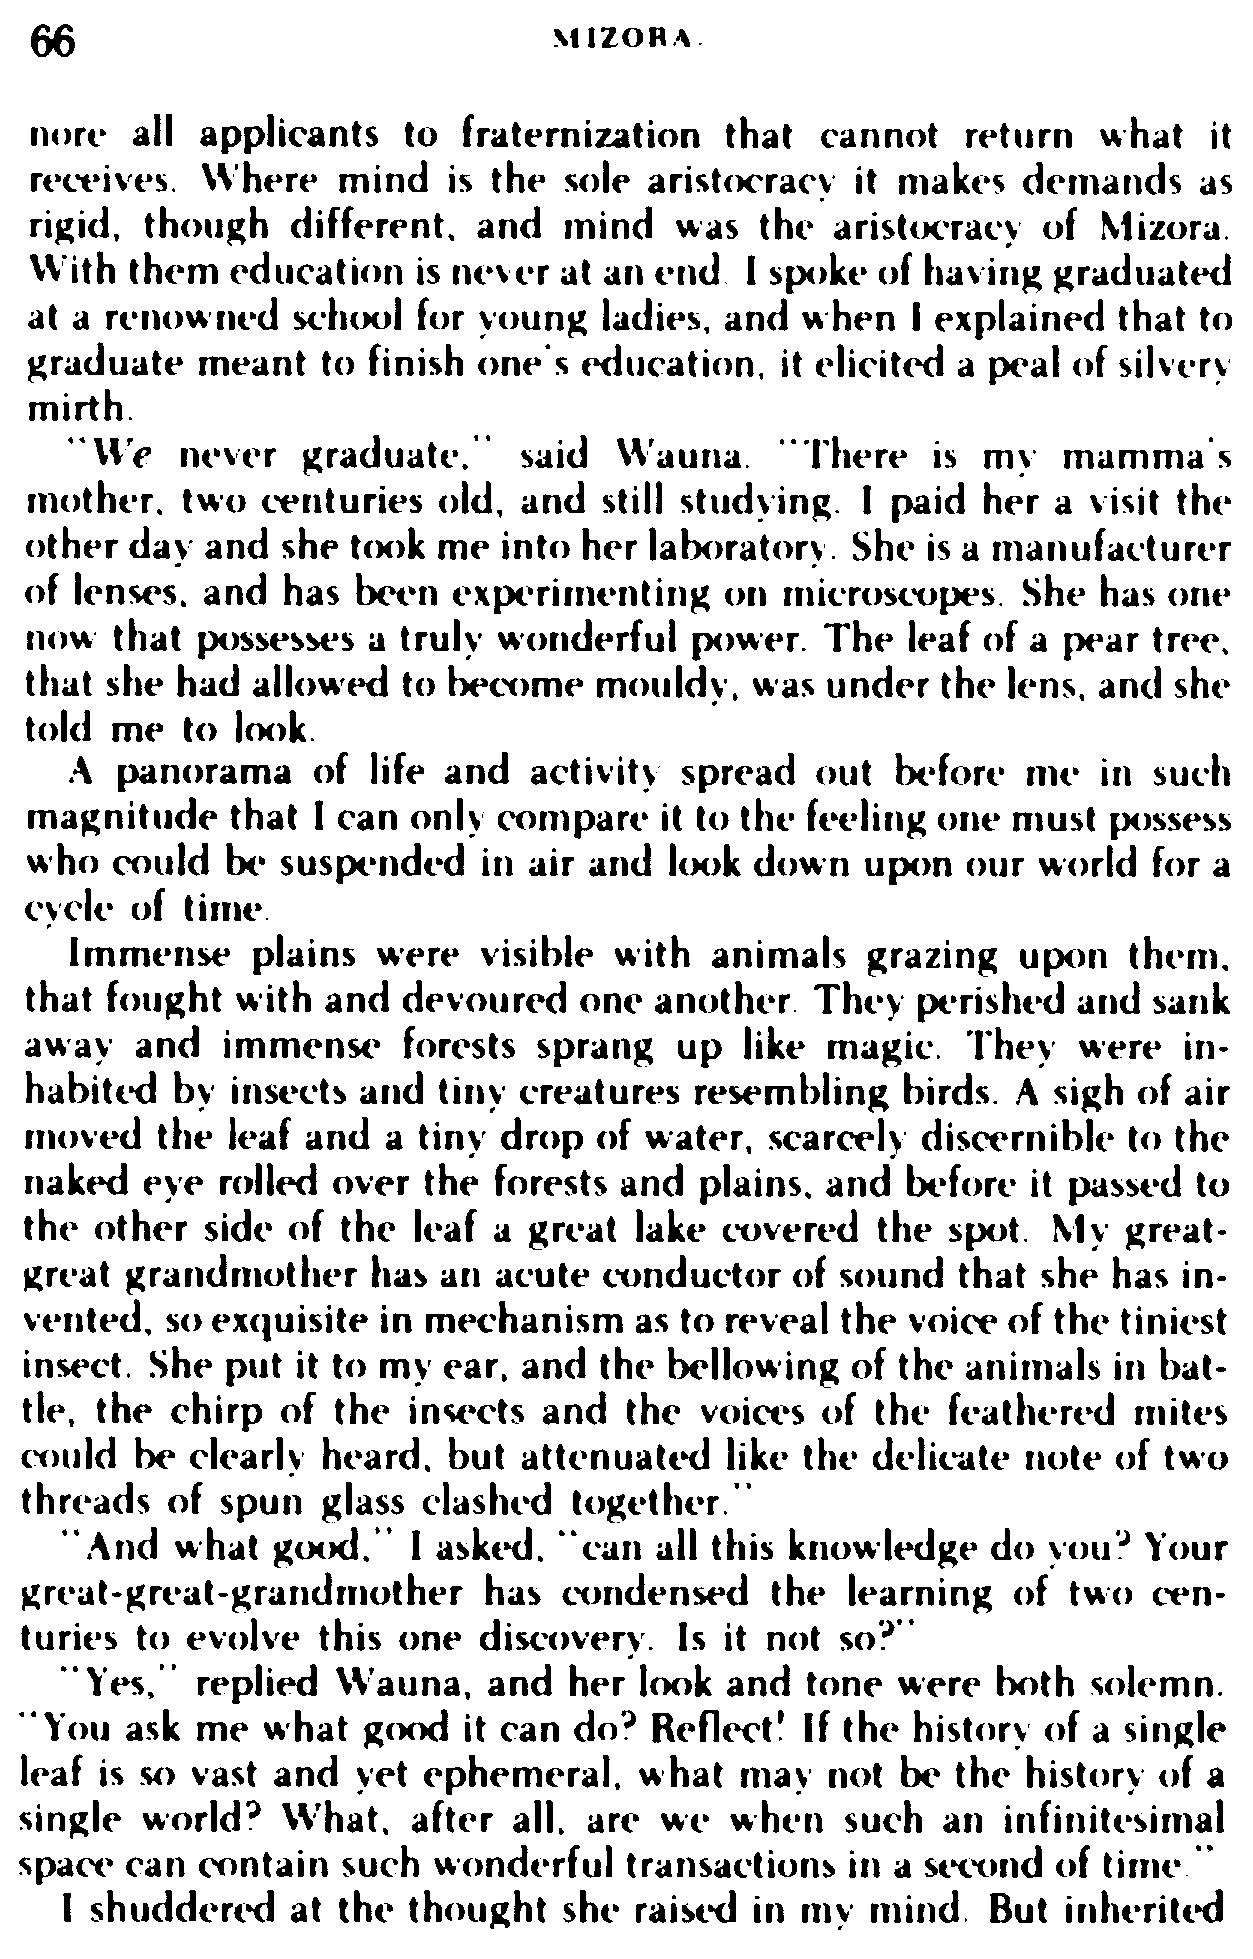 66
MIZORA.
nore all applicants to fraternization that cannot return what it
receives. Where mind is the sole aristocracy it makes demands as
rigid, though different, and mind was the aristocracy of Mizora.
With them education is never at an end. I spoke of having graduated
at a renowned school for young ladies, and when I explained that to
graduate meant to finish one's education, it elicited a peal of silvery
mirth.
"We never graduate," said Wauna. "There is my mamma's
mother, two centuries old, and still studying. I paid her a visit the
other day and she took me into her laboratory. She is a manufacturer
of lenses, and has been experimenting on microscopes. She has one
now that possesses a truly wonderful power. The leaf of a pear tree,
that she had allowed to become mouldy, was under the lens, and she
told me to look.
A panorama of life and activity spread out before me in such
magnitude that I can only compare it to the feeling one must possess
who could be suspended in air and look down upon our world for a
cycle of time.
Immense plains were visible with animals grazing upon them,
that fought with and devoured one another. They perished and sank
away and immense forests sprang up like magic. They were in-
habited by insects and tiny creatures resembling birds. A sigh of air
moved the leaf and a tiny drop of water, scarcely discernible to the
naked eye rolled over the forests and plains, and before it passed to
the other side of the leaf a great lake covered the spot. My great-
great grandmother has an acute conductor of sound that she has in-
vented, so exquisite in mechanism as to reveal the voice of the tiniest
insect. She put it to my ear, and the bellowing of the animals in bat-
tle, the chirp of the insects and the voices of the feathered mites
could be clearly heard, but attenuated like the delicate note of two
threads of spun glass clashed together."
"And what good," I asked, "can all this knowledge do you? Your
great-great-grandmother has condensed the learning of two cen-
turies to evolve this one discovery. Is it not so?"
"Yes," replied Wauna, and her look and tone were both solemn.
"You ask me what good it can do? Reflect! If the history of a single
leaf is so vast and yet ephemeral, what may not be the history of a
single world? What, after all, are we when such an infinitesimal
space can contain such wonderful transactions in a second of time."
I shuddered at the thought she raised in my mind. But inherited